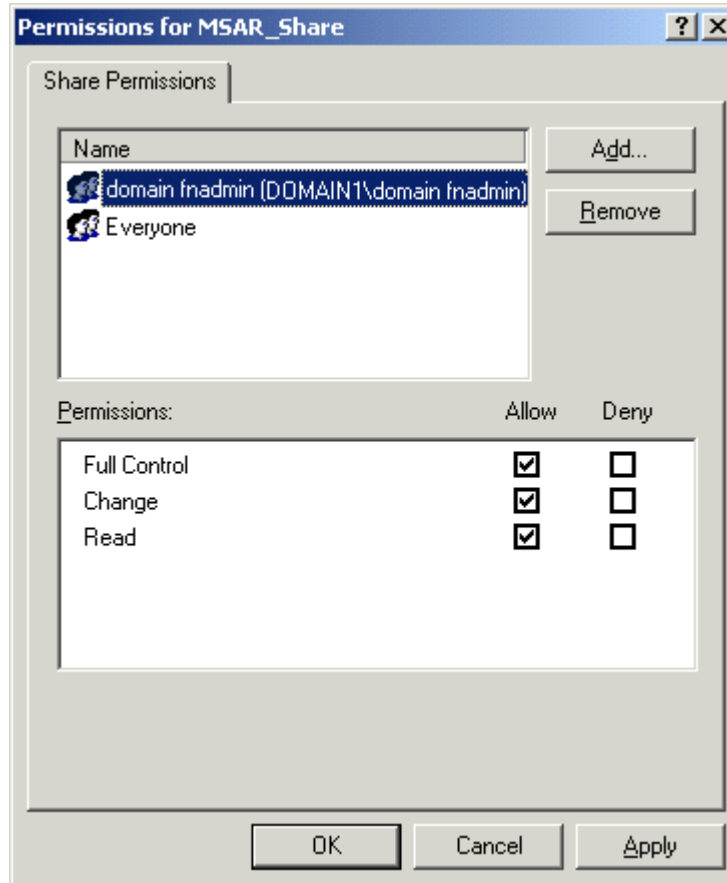 Permissions for MSAR_Share
Share Permissions
Name
domain fnadmin (DOMAIN1\domain fnadmin)
Everyone
Add...
Remove
Permissions: Allow Deny
Full Control
Change
Read
OK Cancel Apply